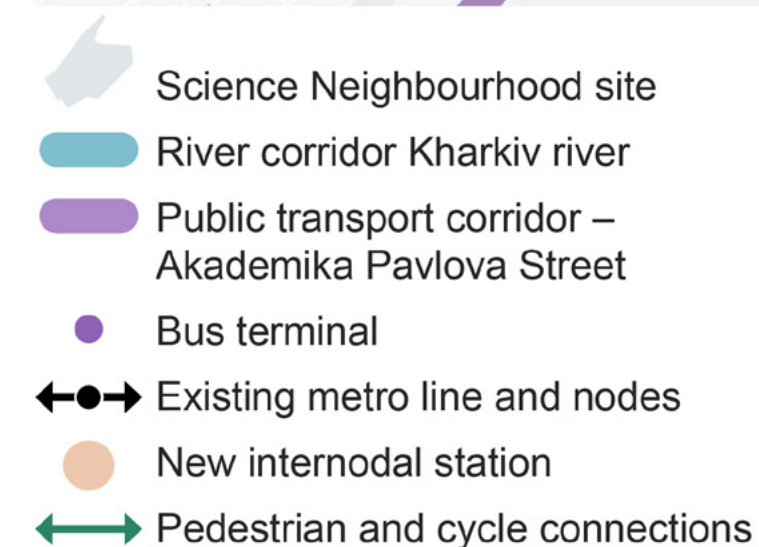 Science Neighbourhood site
River corridor Kharkiv river
Public transport corridor –
Akademika Pavlova Street
Bus terminal
Existing metro line and nodes
New internodal station
Pedestrian and cycle connections